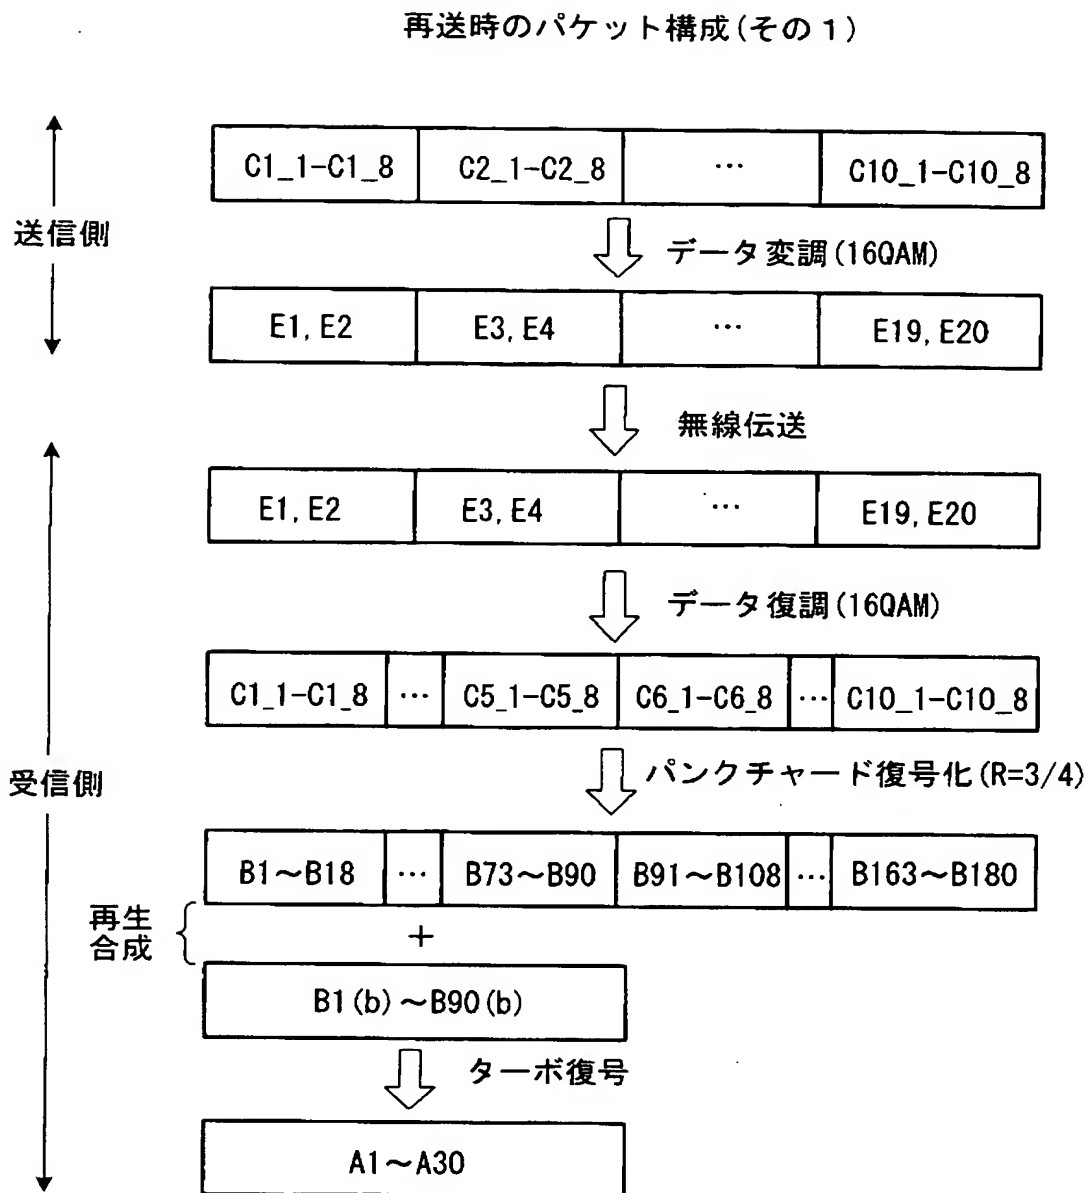 再送時のパケット構成(その1)
C1_1-C1_8 C2_1-C2_8 … C10_1-C10_8
送信側
データ変調(16QAM)
E1, E2 E3, E4 … E19, E20
無線伝送
E1, E2 E3, E4 … E19, E20
データ復調(16QAM)
C1_1-C1_8 … C5_1-C5_8 C6_1-C6_8 … C10_1-C10_8
受信側
パンクチャード復号化(R=3/4)
B1~B18 … B73~B90 B91~B108 … B163~B180
再生
合成
+
B1(b)~B90(b)
ターボ復号
A1~A30